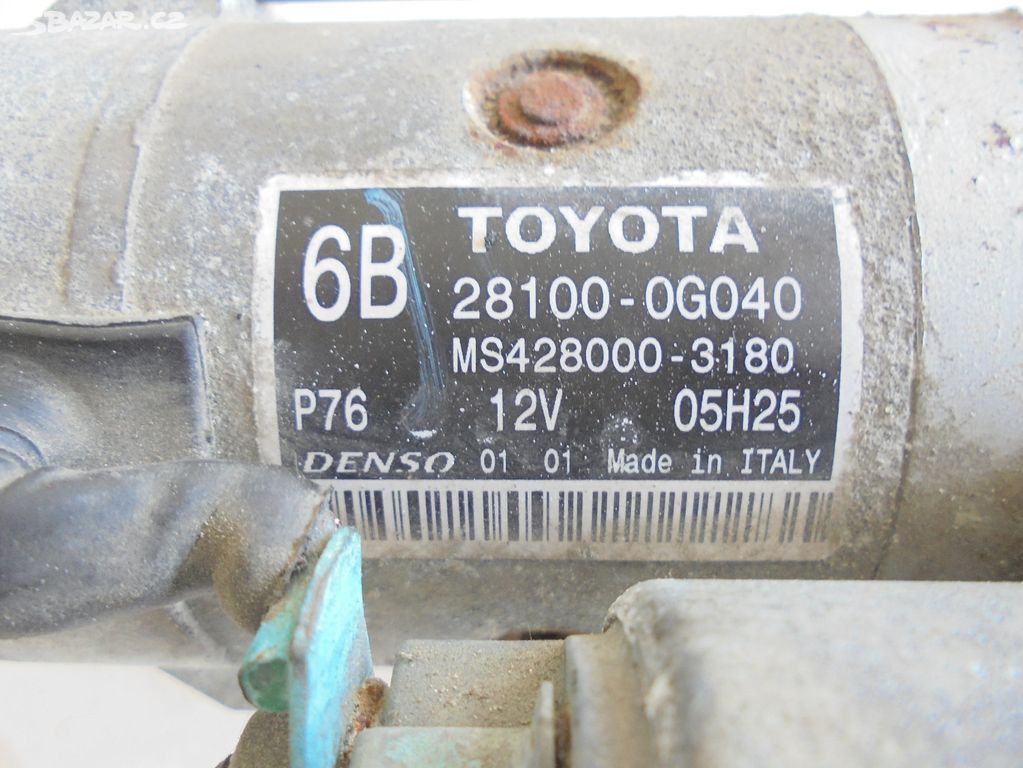 SBAZAR.CZ
6B TOYOTA
28100-0G040
MS428000-3180
P76 12V 05H25
DENSO 01 01 Made in ITALY